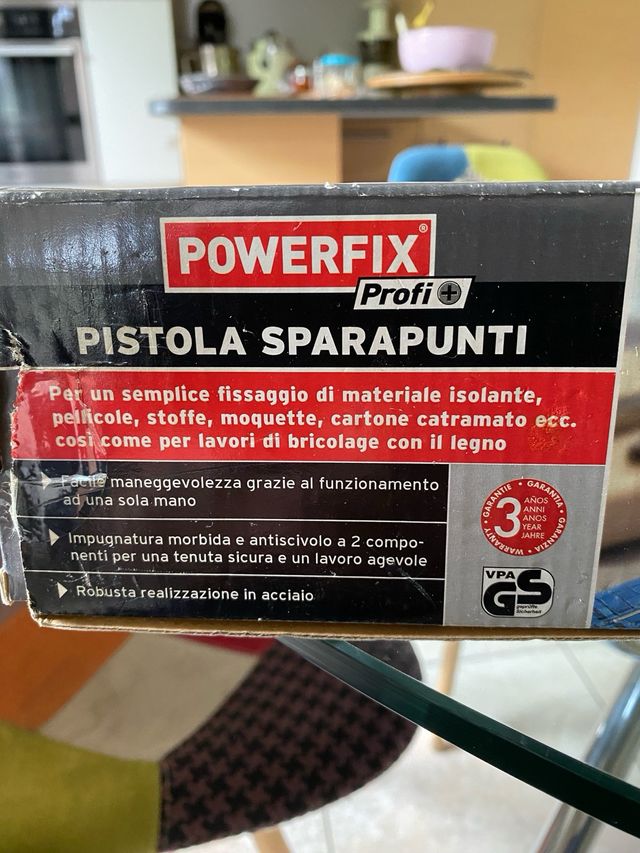 POWERFIX®
Profi+
PISTOLA SPARAPUNTI
Per un semplice fissaggio di materiale isolante,
pellicole, stoffe, moquette, cartone catramato ecc.
così come per lavori di bricolage con il legno
Facile maneggevolezza grazie al funzionamento
ad una sola mano
Impugnatura morbida e antiscivolo a 2 compo-
nenti per una tenuta sicura e un lavoro agevole
Robusta realizzazione in acciaio
GARANTIE • GARANTÍA • GARANZIA • WARRANTY •
3
AÑOS
ANNI
ANOS
YEAR
JAHRE
VPA
GS
geprüfte
Sicherheit